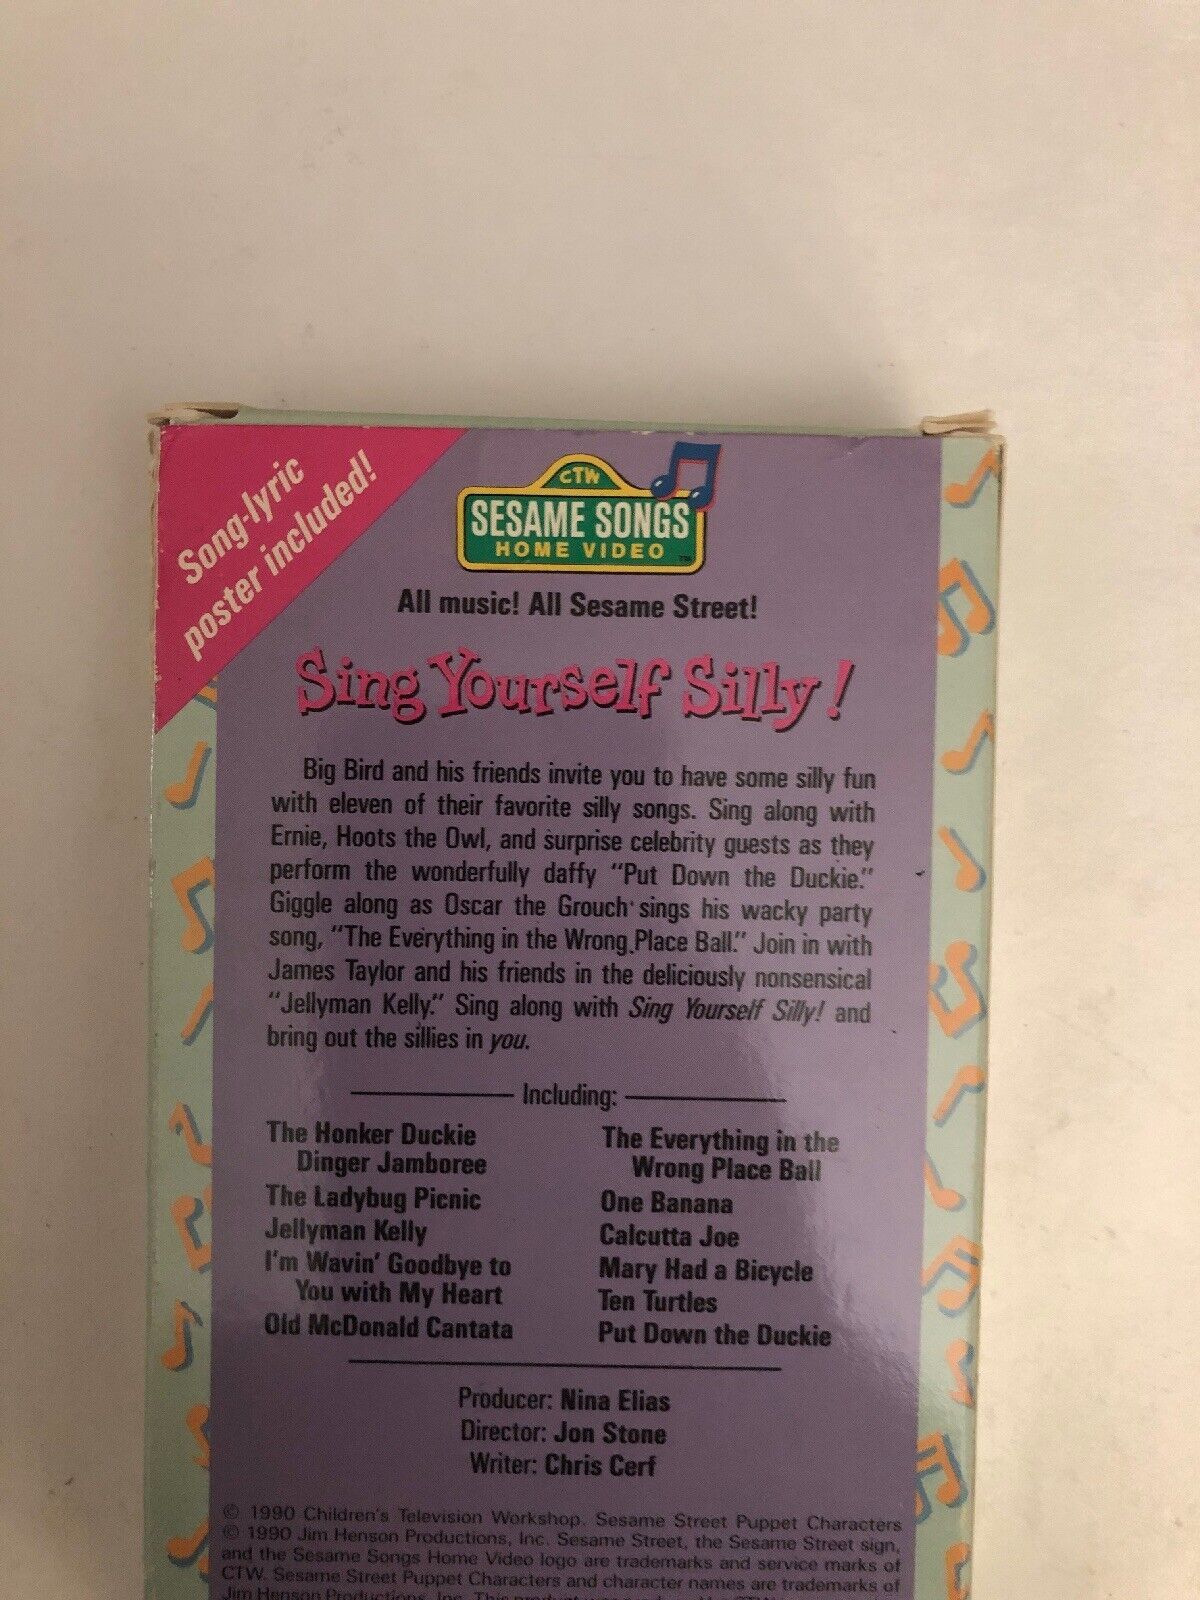 Song-lyric
poster included!
CTW
SESAME SONGS
HOME VIDEO
All music! All Sesame Street!
Sing Yourself Silly!
Big Bird and his friends invite you to have some silly fun
with eleven of their favorite silly songs. Sing along with
Ernie, Hoots the Owl, and surprise celebrity guests as they
perform the wonderfully daffy "Put Down the Duckie."
Giggle along as Oscar the Grouch sings his wacky party
song, "The Everything in the Wrong Place Ball." Join in with
James Taylor and his friends in the deliciously nonsensical
"Jellyman Kelly." Sing along with Sing Yourself Silly! and
bring out the sillies in you.
Including:
The Honker Duckie
Dinger Jamboree
The Ladybug Picnic
Jellyman Kelly
I'm Wavin' Goodbye to
You with My Heart
Old McDonald Cantata
The Everything in the
Wrong Place Ball
One Banana
Calcutta Joe
Mary Had a Bicycle
Ten Turtles
Put Down the Duckie
Producer: Nina Elias
Director: Jon Stone
Writer: Chris Cerf
© 1990 Children's Television Workshop. Sesame Street Puppet Characters
© 1990 Jim Henson Productions, Inc. Sesame Street, the Sesame Street sign,
and the Sesame Songs Home Video logo are trademarks and service marks of
CTW. Sesame Street Puppet Characters and character names are trademarks of
Jim Henson Productions, Inc. This product was